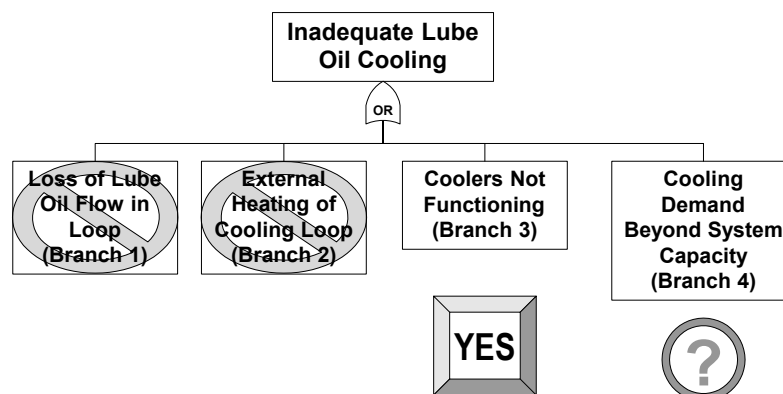 Inadequate Lube
Oil Cooling
OR
Loss of Lube
Oil Flow in
Loop
(Branch 1)
External
Heating of
Cooling Loop
(Branch 2)
Coolers Not
Functioning
(Branch 3)
Cooling
Demand
Beyond System
Capacity
(Branch 4)
YES
?